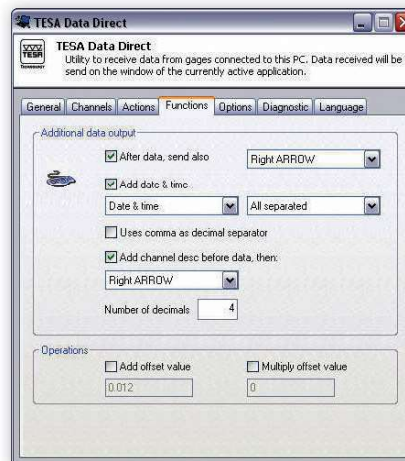 TESA Data Direct
TESA
TECHNOLOGY
TESA Data Direct
Utility to receive data from gages connected to this PC. Data received will be
send on the window of the currently active application.
General Channels Actions Functions Options Diagnostic Language
Additional data output
After data, send also Right ARROW
Add date & time
Date & time All separated
Uses comma as decimal separator
Add channel desc before data, then:
Right ARROW
Number of decimals 4
Operations
Add offset value Multiply offset value
0.012 0